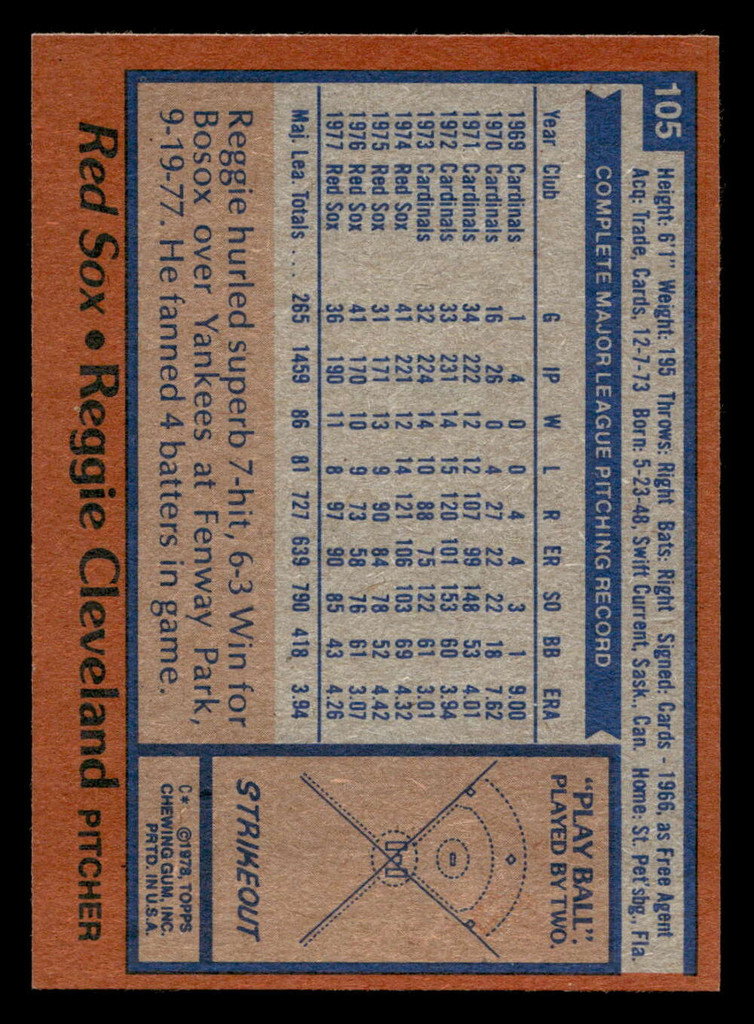 105
Height: 6'1" Weight: 195 Throws: Right Bats: Right Signed: Cards - 1966, as Free Agent
Acq: Trade, Cards, 12-7-73 Born: 5-23-48, Swift Current, Sask., Can. Home: St. Pet'sbg., Fla.
COMPLETE MAJOR LEAGUE PITCHING RECORD
Year Club G IP W L R ER SO BB ERA
1969 Cardinals 1 4 0 0 4 4 3 1 9.00
1970 Cardinals 16 26 0 4 27 22 22 18 7.62
1971 Cardinals 34 222 12 12 107 99 148 53 4.01
1972 Cardinals 33 231 14 15 120 101 153 60 3.94
1973 Cardinals 32 224 14 10 88 75 122 61 3.01
1974 Red Sox 41 221 12 14 121 106 103 69 4.32
1975 Red Sox 31 171 13 9 90 84 78 52 4.42
1976 Red Sox 41 170 10 9 73 58 76 61 3.07
1977 Red Sox 36 190 11 8 97 90 85 43 4.26
Maj. Lea. Totals ... 265 1459 86 81 727 639 790 418 3.94
Reggie hurled superb 7-hit, 6-3 Win for
Bosox over Yankees at Fenway Park,
9-19-77. He fanned 4 batters in game.
"PLAY BALL".
PLAYED BY TWO.
STRIKEOUT
C* ©1978, TOPPS
CHEWING GUM, INC.
PRTD. IN U.S.A.
Red Sox • Reggie Cleveland PITCHER